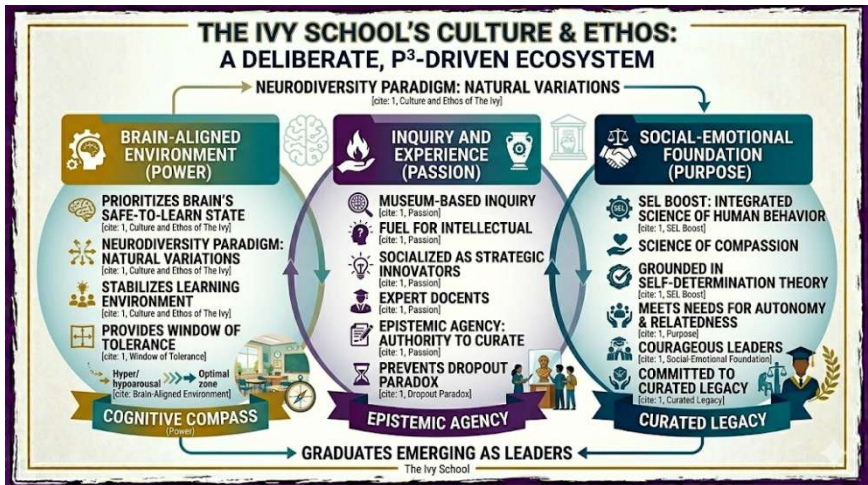 THE IVY SCHOOL'S CULTURE & ETHOS:
A DELIBERATE, P³-DRIVEN ECOSYSTEM
NEURODIVERSITY PARADIGM: NATURAL VARIATIONS
[cite: 1, Culture and Ethos of The Ivy]
BRAIN-ALIGNED
ENVIRONMENT
(POWER)
PRIORITIZES BRAIN'S
SAFE-TO-LEARN STATE
[cite: 1, Culture and Ethos of The Ivy]
NEURODIVERSITY PARADIGM:
NATURAL VARIATIONS
[cite: 1, Culture and Ethos of The Ivy]
STABILIZES LEARNING
ENVIRONMENT
[cite: 1, Culture and Ethos of The Ivy]
PROVIDES WINDOW OF
TOLERANCE
[cite: 1, Window of Tolerance]
Hyper/
hypoarousal
Optimal
zone
[cite: Brain-Aligned Environment]
COGNITIVE COMPASS
(Power)
INQUIRY AND
EXPERIENCE
(PASSION)
MUSEUM-BASED INQUIRY
[cite: 1, Passion]
FUEL FOR INTELLECTUAL
[cite: 1, Passion]
SOCIALIZED AS STRATEGIC
INNOVATORS
[cite: 1, Passion]
EXPERT DOCENTS
[cite: 1, Passion]
EPISTEMIC AGENCY:
AUTHORITY TO CURATE
[cite: 1, Passion]
PREVENTS DROPOUT
PARADOX
[cite: 1, Dropout Paradox]
EPISTEMIC AGENCY
SOCIAL-EMOTIONAL
FOUNDATION
(PURPOSE)
SEL
SEL BOOST: INTEGRATED
SCIENCE OF HUMAN BEHAVIOR
[cite: 1, SEL Boost]
SCIENCE OF COMPASSION
GROUNDED IN
SELF-DETERMINATION THEORY
[cite: 1, SEL Boost]
MEETS NEEDS FOR AUTONOMY
& RELATEDNESS
[cite: 1, Purpose]
COURAGEOUS LEADERS
[cite: 1, Social-Emotional Foundation]
COMMITTED TO
CURATED LEGACY
[cite: 1, Curated Legacy]
CURATED LEGACY
GRADUATES EMERGING AS LEADERS
The Ivy School